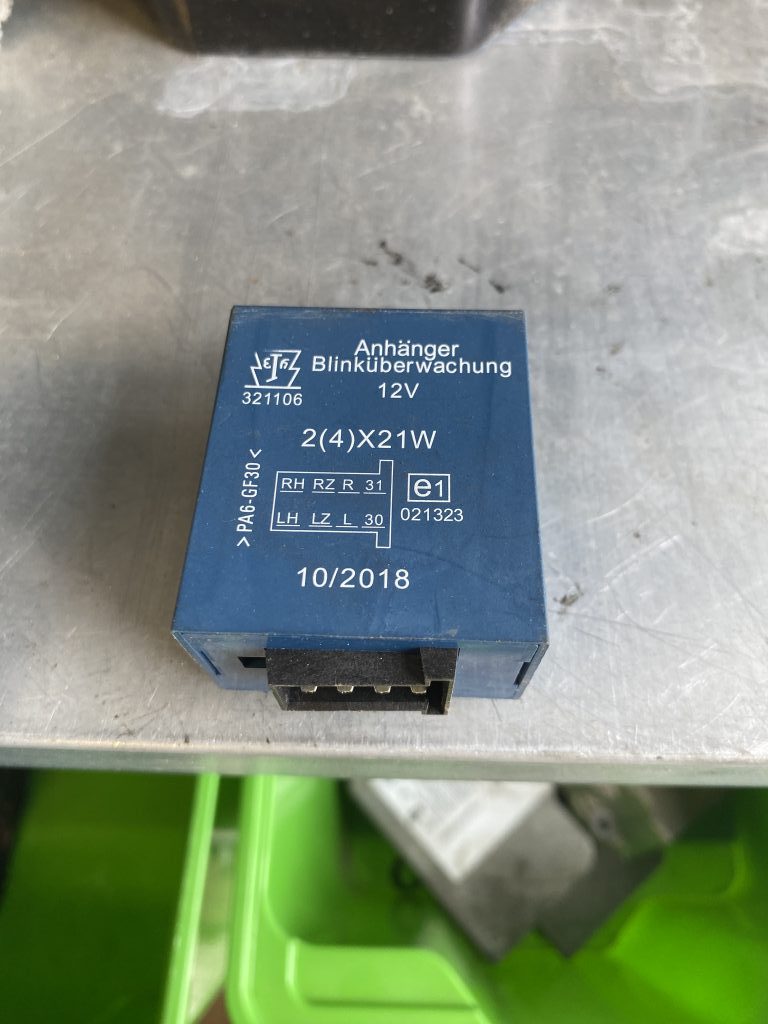 Anhänger
Blinküberwachung
12V
321106
2(4)X21W
>PA6-GF30<
RH RZ R 31
LH LZ L 30
e1
021323
10/2018